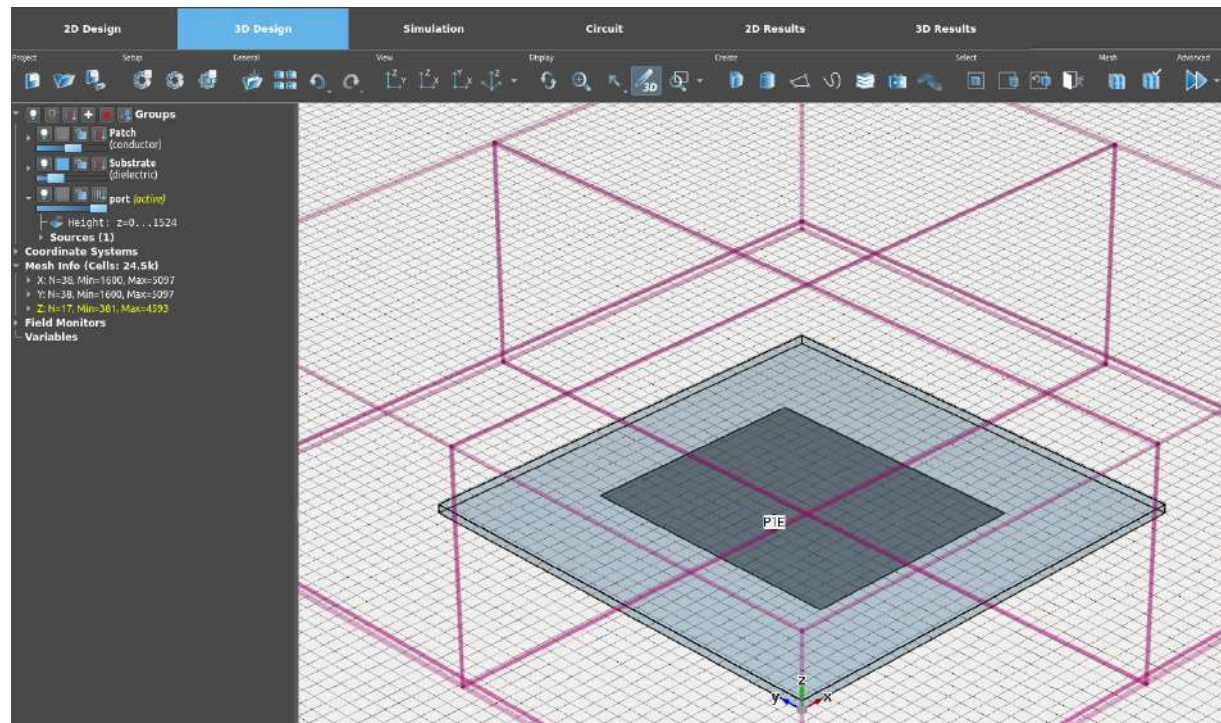 2D Design 3D Design Simulation Circuit 2D Results 3D Results
Project Setup General View Display Create Select Mesh Advanced
Z Y Z X Y X Z
3D
Groups
Patch
(conductor)
Substrate
(dielectric)
port (active)
Height: z=0...1524
Sources (1)
Coordinate Systems
Mesh Info (Cells: 24.5k)
X: N=38, Min=1600, Max=5097
Y: N=38, Min=1600, Max=5097
Z: N=17, Min=381, Max=4593
Field Monitors
Variables
P1E
z
y x